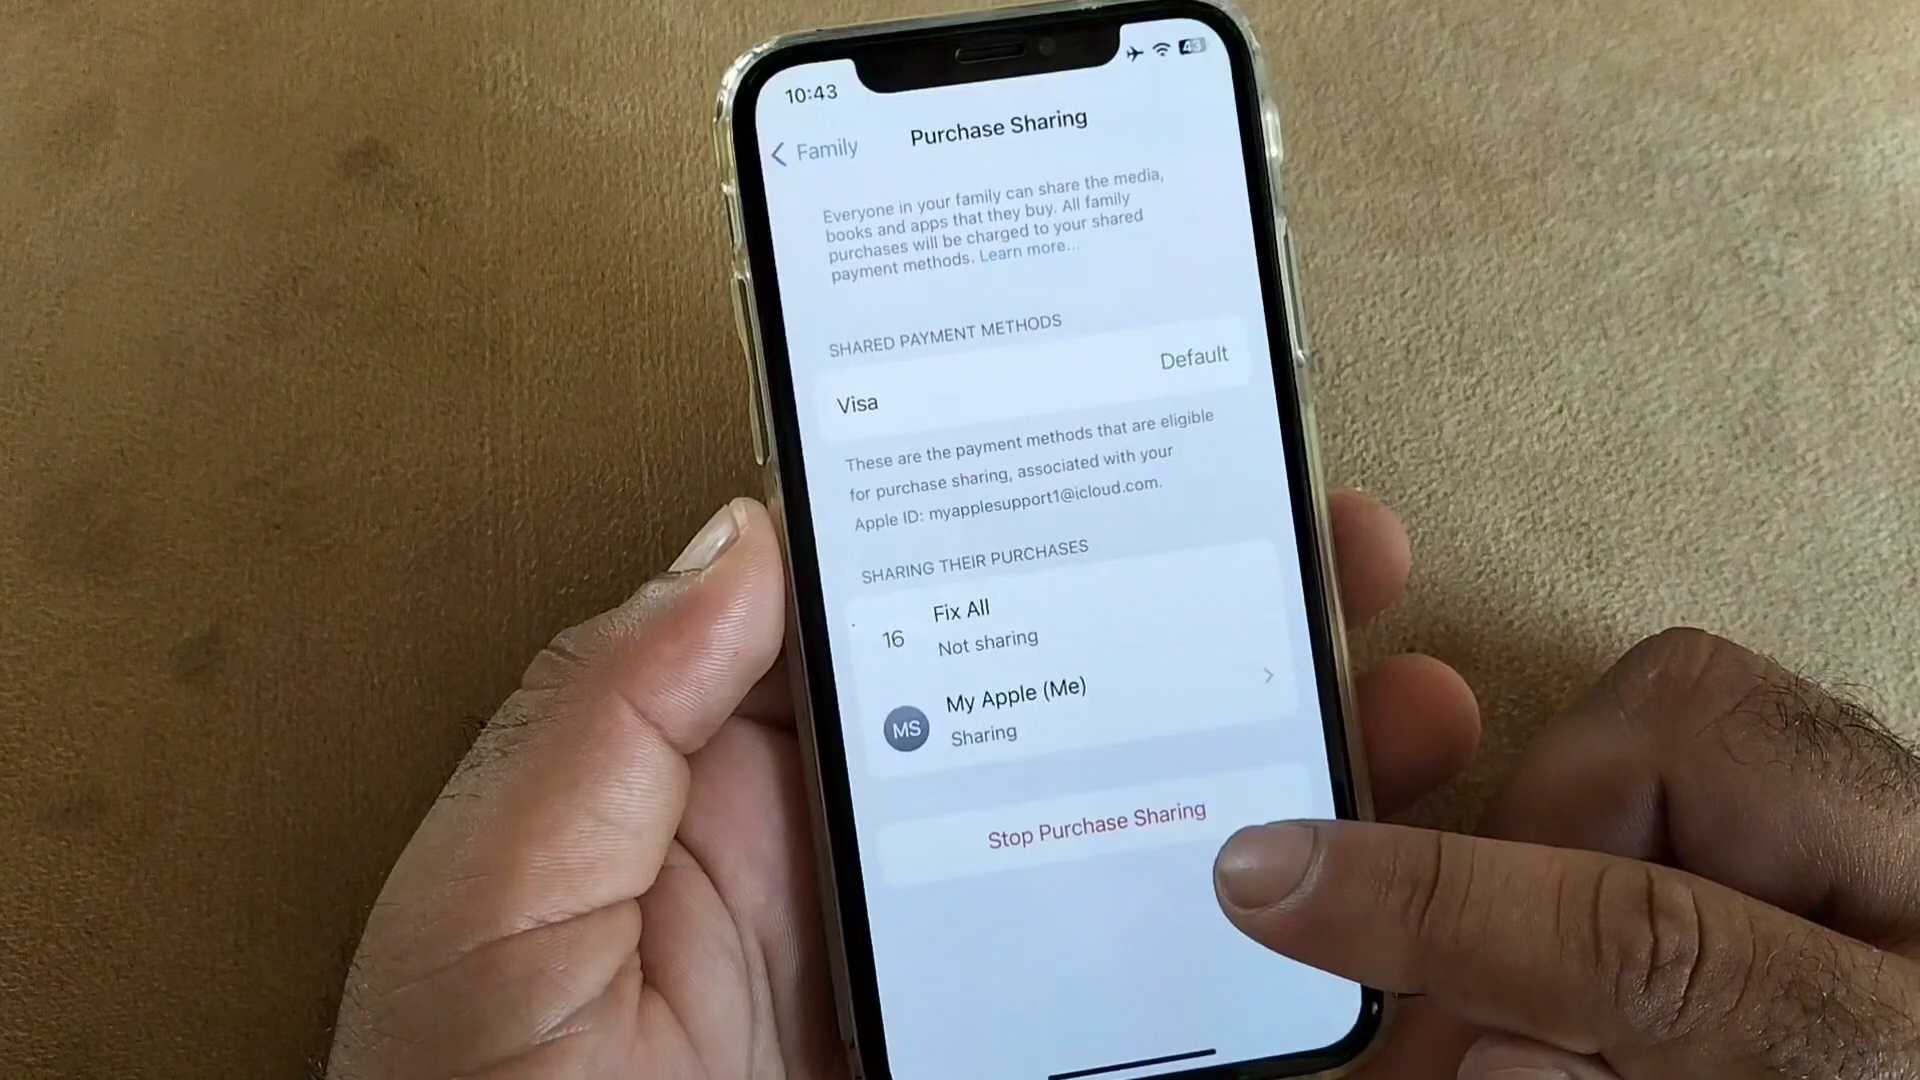 10:43
43
Family
Purchase Sharing
Everyone in your family can share the media,
books and apps that they buy. All family
purchases will be charged to your shared
payment methods. Learn more...
SHARED PAYMENT METHODS
Visa
Default
These are the payment methods that are eligible
for purchase sharing, associated with your
Apple ID: myapplesupport1@icloud.com.
SHARING THEIR PURCHASES
16
Fix All
Not sharing
MS
My Apple (Me)
Sharing
Stop Purchase Sharing